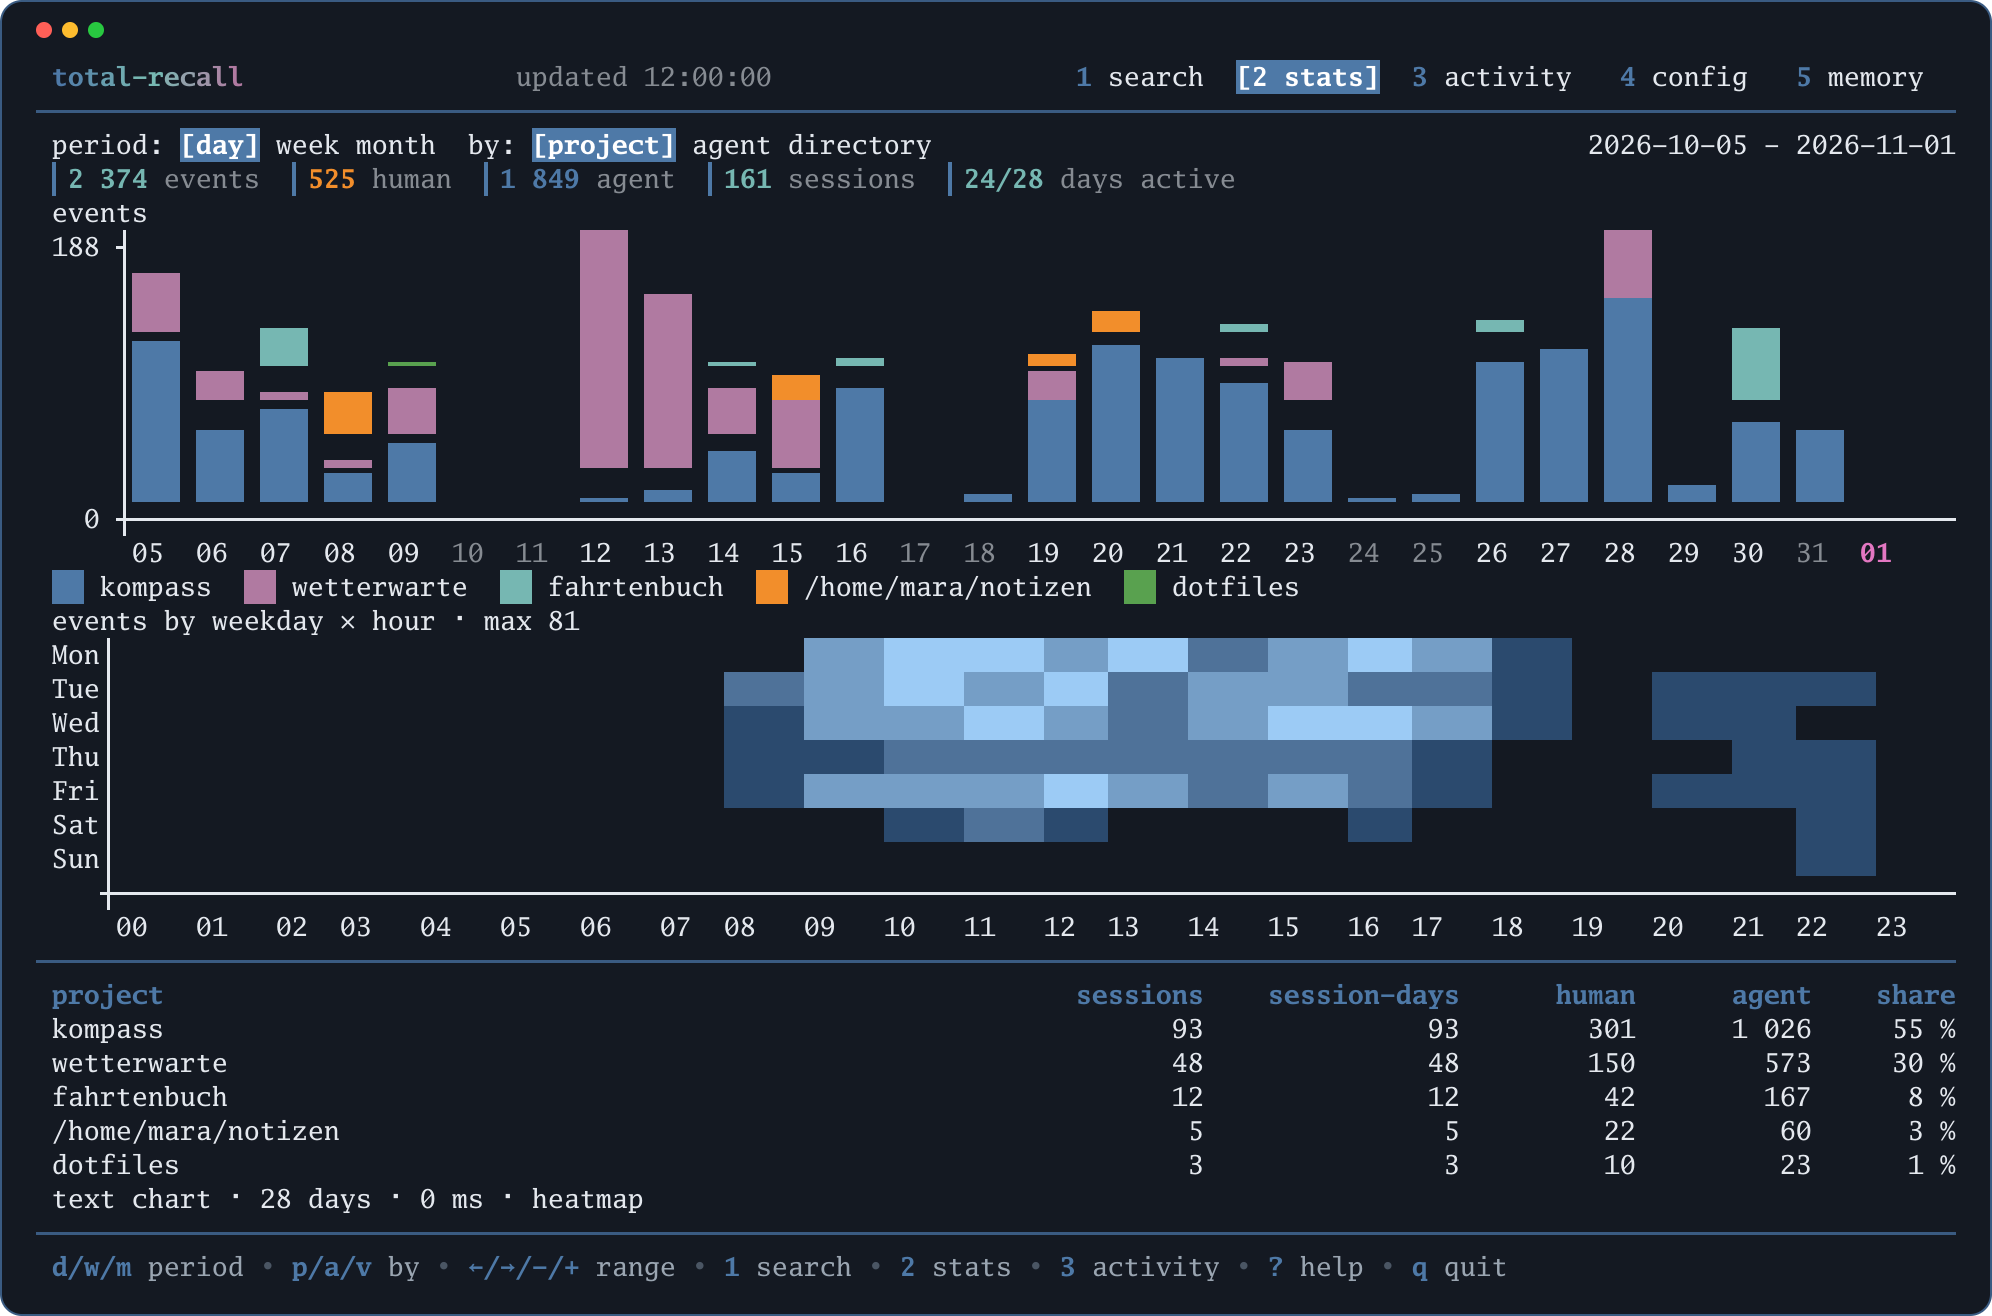 total-recall updated 12:00:00 1 search [2 stats] 3 activity 4 config 5 memory
period: [day] week month by: [project] agent directory 2026-10-05 – 2026-11-01
2 374 events 525 human 1 849 agent 161 sessions 24/28 days active
events
188
0
05 06 07 08 09 10 11 12 13 14 15 16 17 18 19 20 21 22 23 24 25 26 27 28 29 30 31 01
kompass wetterwarte fahrtenbuch /home/mara/notizen dotfiles
events by weekday × hour · max 81
Mon
Tue
Wed
Thu
Fri
Sat
Sun
00 01 02 03 04 05 06 07 08 09 10 11 12 13 14 15 16 17 18 19 20 21 22 23
project sessions session-days human agent share
kompass 93 93 301 1 026 55 %
wetterwarte 48 48 150 573 30 %
fahrtenbuch 12 12 42 167 8 %
/home/mara/notizen 5 5 22 60 3 %
dotfiles 3 3 10 23 1 %
text chart · 28 days · 0 ms · heatmap
d/w/m period • p/a/v by • ←/→/-/+ range • 1 search • 2 stats • 3 activity • ? help • q quit